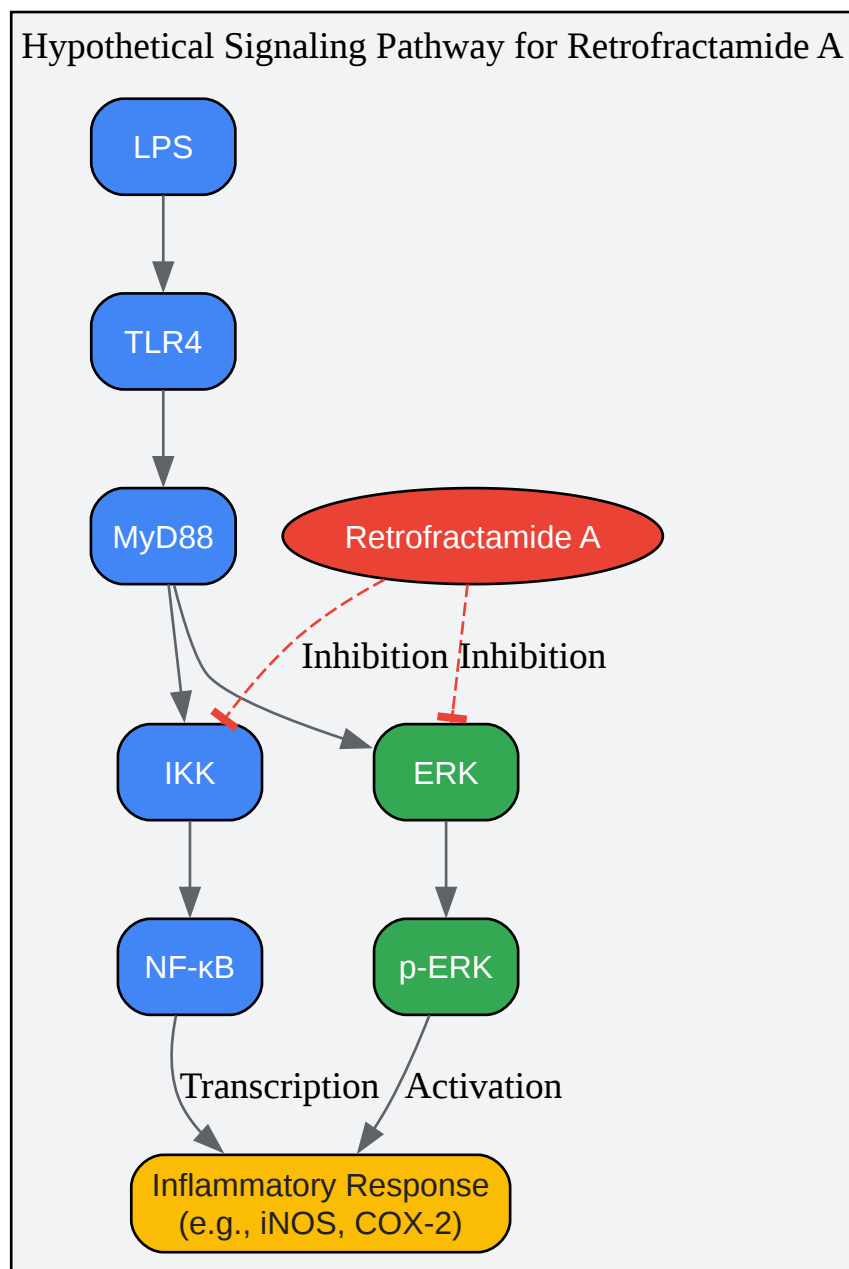 Hypothetical Signaling Pathway for Retrofractamide A
LPS
TLR4
MyD88
Retrofractamide A
Inhibition
Inhibition
IKK
ERK
NF-κB
p-ERK
Transcription
Activation
Inflammatory Response
(e.g., iNOS, COX-2)